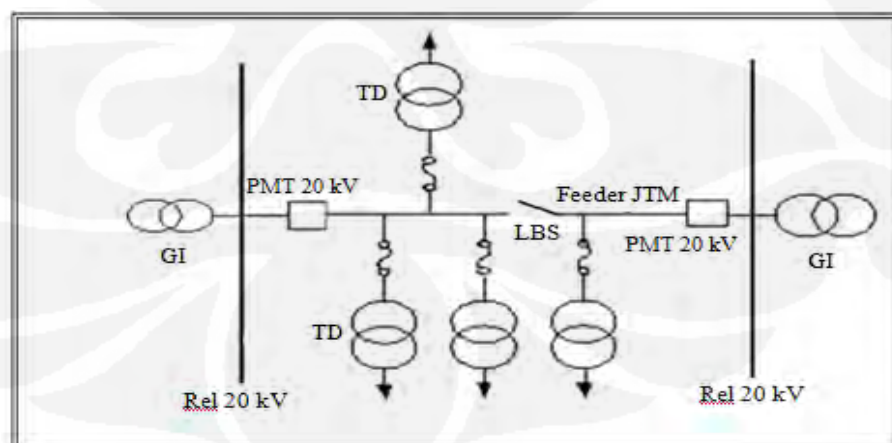 TD
PMT 20 kV
Feeder JTM
LBS
PMT 20 kV
GI
GI
TD
Rel 20 kV
Rel 20 kV